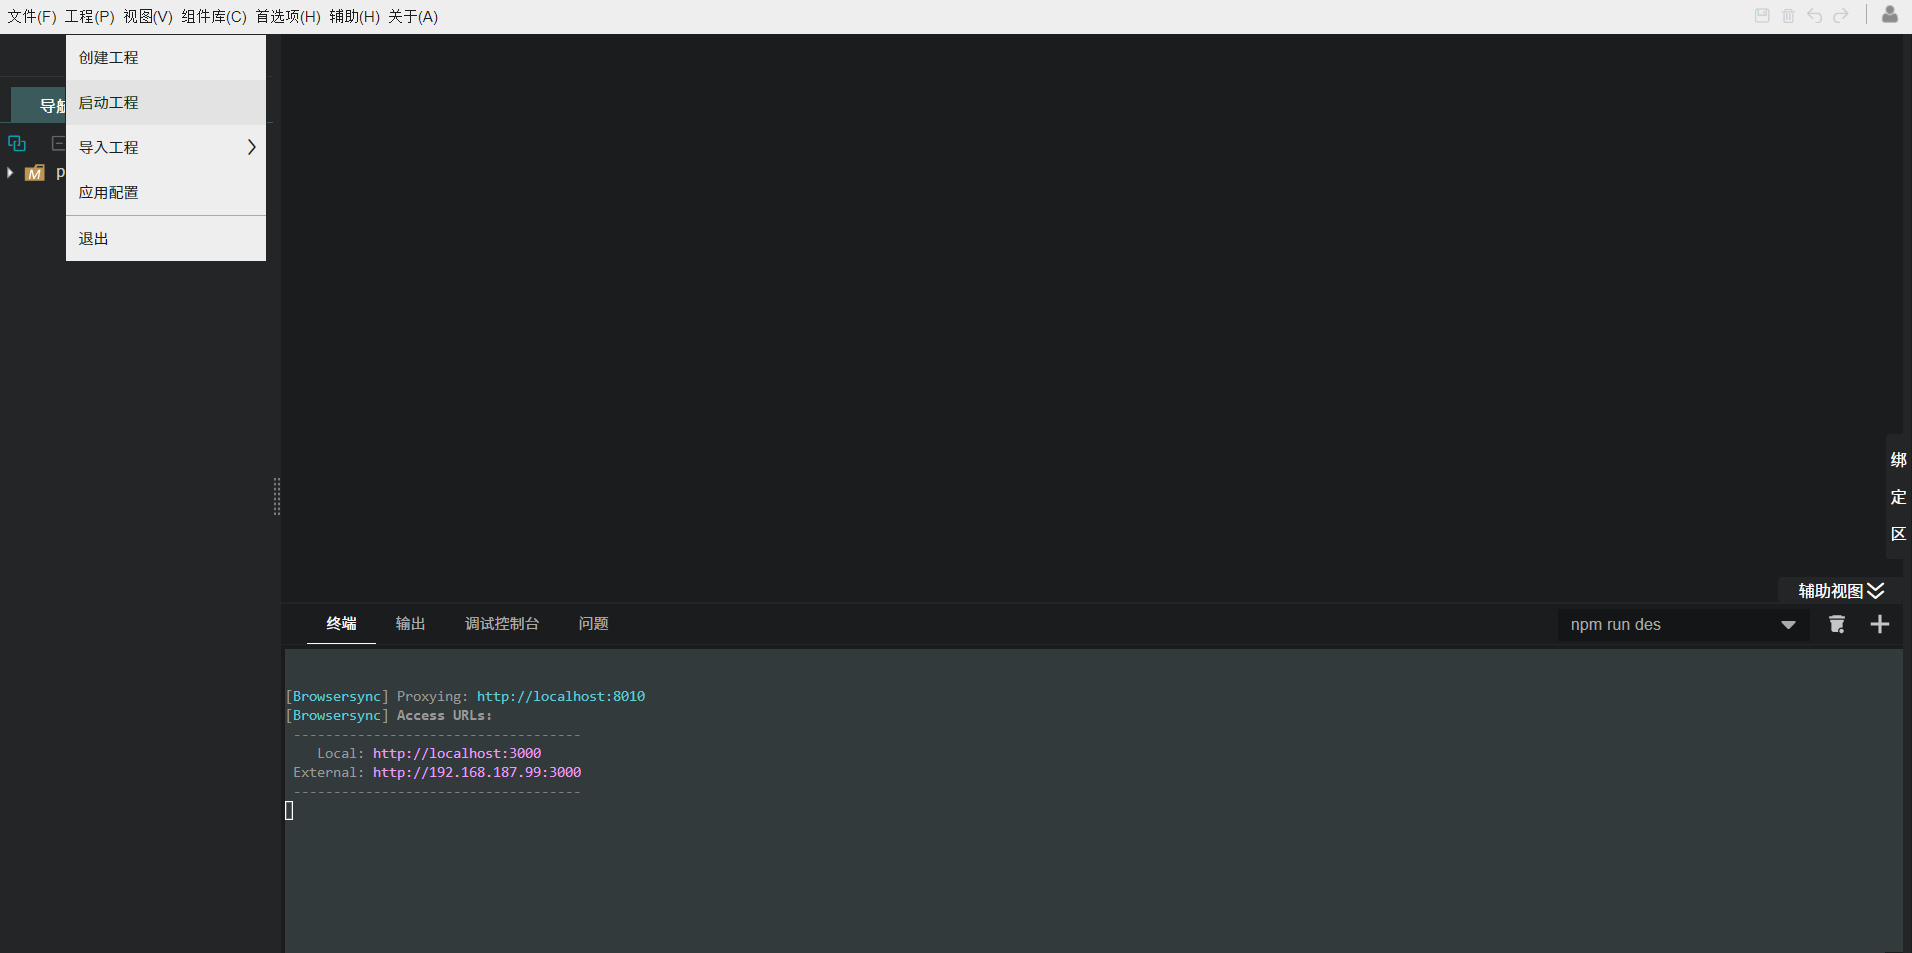 文件(F) 工程(P) 视图(V) 组件库(C) 首选项(H) 辅助(H) 关于(A)
创建工程
启动工程
导入工程
应用配置
退出
导
M p
绑
定
区
辅助视图
终端 输出 调试控制台 问题
npm run des
[Browsersync] Proxying: http://localhost:8010
[Browsersync] Access URLs:
------------------------------------
Local: http://localhost:3000
External: http://192.168.187.99:3000
------------------------------------